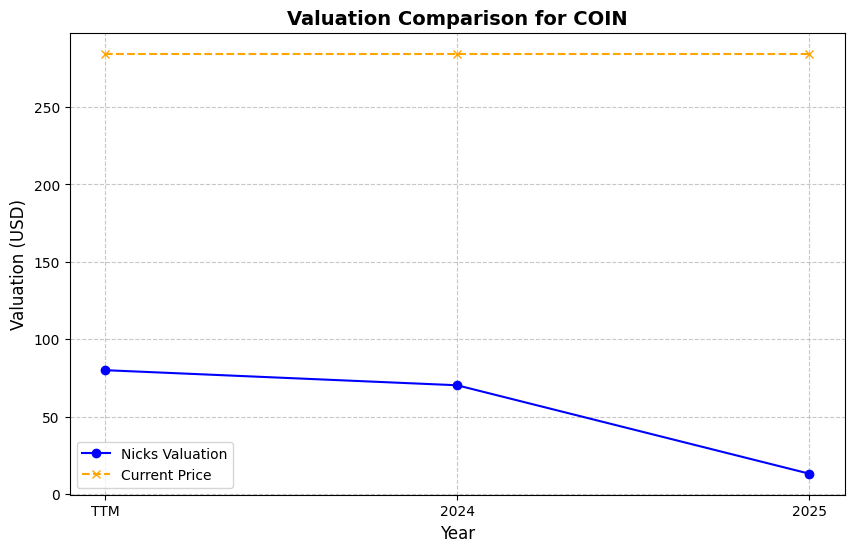 Valuation Comparison for COIN
Valuation (USD)
250
200
150
100
50
0
Nicks Valuation
Current Price
TTM
2024
2025
Year